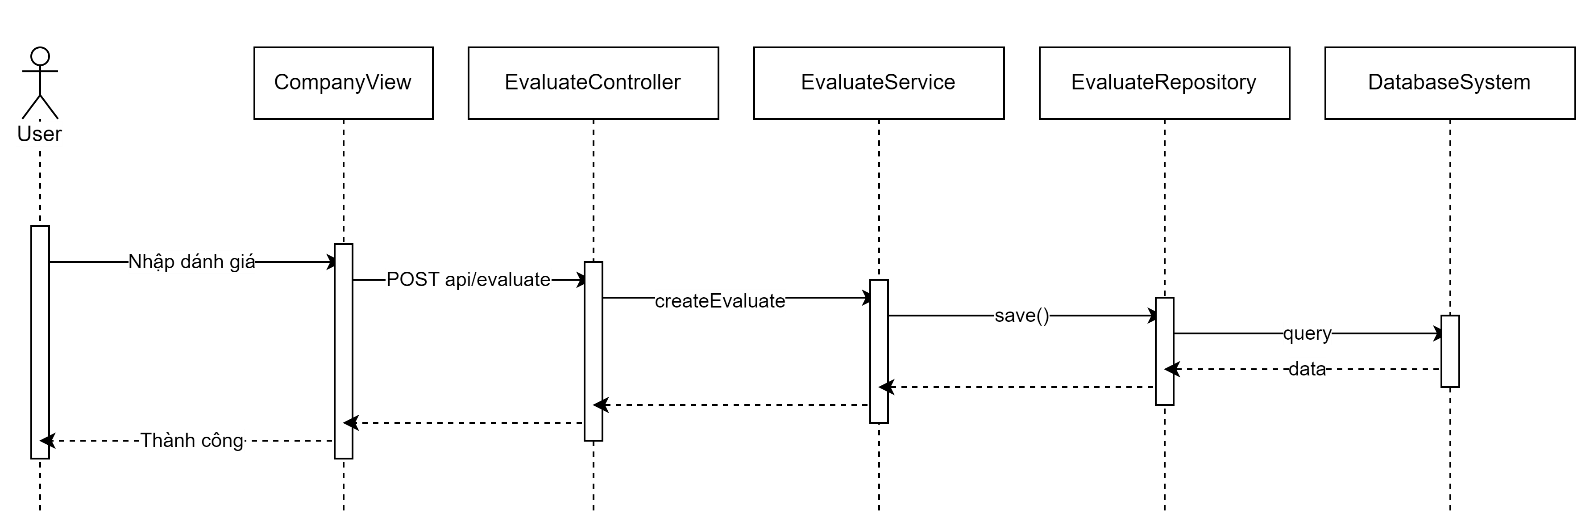 CompanyView
EvaluateController
EvaluateService
EvaluateRepository
DatabaseSystem
User
Nhập dánh giá
POST api/evaluate
createEvaluate
save()
query
data
Thành công